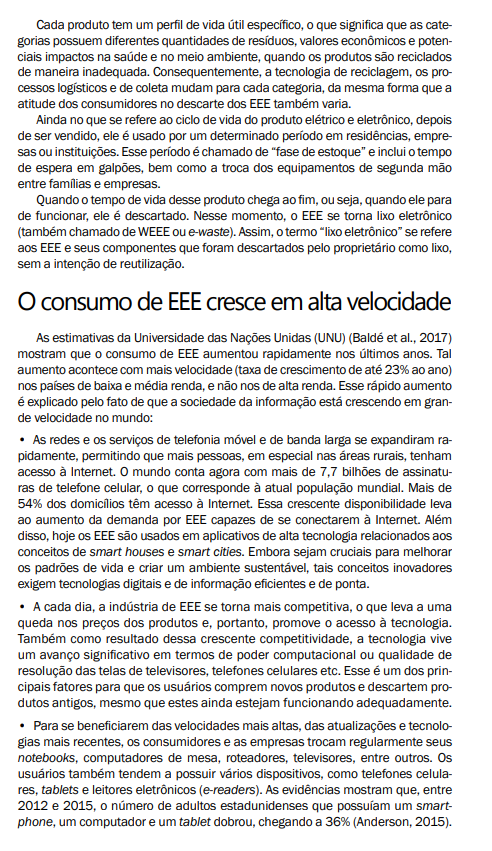 Cada produto tem um perfil de vida útil específico, o que significa que as cate-
gorias possuem diferentes quantidades de resíduos, valores econômicos e poten-
ciais impactos na saúde e no meio ambiente, quando os produtos são reciclados
de maneira inadequada. Consequentemente, a tecnologia de reciclagem, os pro-
cessos logísticos e de coleta mudam para cada categoria, da mesma forma que a
atitude dos consumidores no descarte dos EEE também varia.
Ainda no que se refere ao ciclo de vida do produto elétrico e eletrônico, depois
de ser vendido, ele é usado por um determinado período em residências, empre-
sas ou instituições. Esse período é chamado de “fase de estoque” e inclui o tempo
de espera em galpões, bem como a troca dos equipamentos de segunda mão
entre famílias e empresas.
Quando o tempo de vida desse produto chega ao fim, ou seja, quando ele para
de funcionar, ele é descartado. Nesse momento, o EEE se torna lixo eletrônico
(também chamado de WEEE ou e-waste). Assim, o termo “lixo eletrônico” se refere
aos EEE e seus componentes que foram descartados pelo proprietário como lixo,
sem a intenção de reutilização.
O consumo de EEE cresce em alta velocidade
As estimativas da Universidade das Nações Unidas (UNU) (Baldé et al., 2017)
mostram que o consumo de EEE aumentou rapidamente nos últimos anos. Tal
aumento acontece com mais velocidade (taxa de crescimento de até 23% ao ano)
nos países de baixa e média renda, e não nos de alta renda. Esse rápido aumento
é explicado pelo fato de que a sociedade da informação está crescendo em gran-
de velocidade no mundo:
• As redes e os serviços de telefonia móvel e de banda larga se expandiram ra-
pidamente, permitindo que mais pessoas, em especial nas áreas rurais, tenham
acesso à Internet. O mundo conta agora com mais de 7,7 bilhões de assinatu-
ras de telefone celular, o que corresponde à atual população mundial. Mais de
54% dos domicílios têm acesso à Internet. Essa crescente disponibilidade leva
ao aumento da demanda por EEE capazes de se conectarem à Internet. Além
disso, hoje os EEE são usados em aplicativos de alta tecnologia relacionados aos
conceitos de smart houses e smart cities. Embora sejam cruciais para melhorar
os padrões de vida e criar um ambiente sustentável, tais conceitos inovadores
exigem tecnologias digitais e de informação eficientes e de ponta.
• A cada dia, a indústria de EEE se torna mais competitiva, o que leva a uma
queda nos preços dos produtos e, portanto, promove o acesso à tecnologia.
Também como resultado dessa crescente competitividade, a tecnologia vive
um avanço significativo em termos de poder computacional ou qualidade de
resolução das telas de televisores, telefones celulares etc. Esse é um dos prin-
cipais fatores para que os usuários comprem novos produtos e descartem pro-
dutos antigos, mesmo que estes ainda estejam funcionando adequadamente.
• Para se beneficiarem das velocidades mais altas, das atualizações e tecnolo-
gias mais recentes, os consumidores e as empresas trocam regularmente seus
notebooks, computadores de mesa, roteadores, televisores, entre outros. Os
usuários também tendem a possuir vários dispositivos, como telefones celula-
res, tablets e leitores eletrônicos (e-readers). As evidências mostram que, entre
2012 e 2015, o número de adultos estadunidenses que possuíam um smart-
phone, um computador e um tablet dobrou, chegando a 36% (Anderson, 2015).